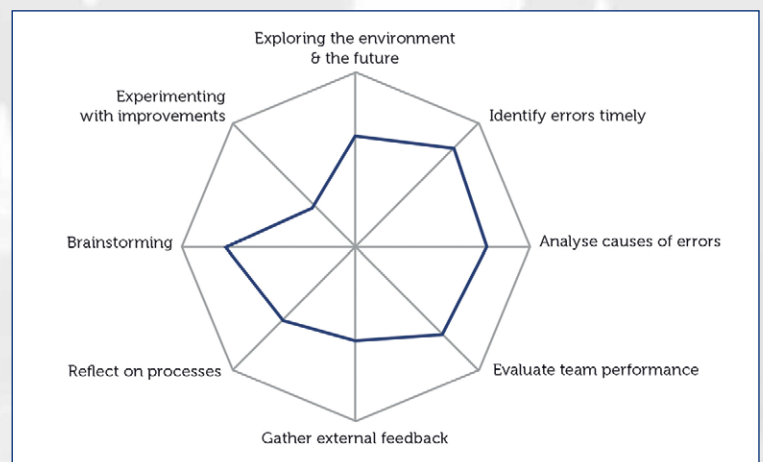 Exploring the environment
& the future
Identify errors timely
Analyse causes of errors
Evaluate team performance
Gather external feedback
Reflect on processes
Brainstorming
Experimenting
with improvements